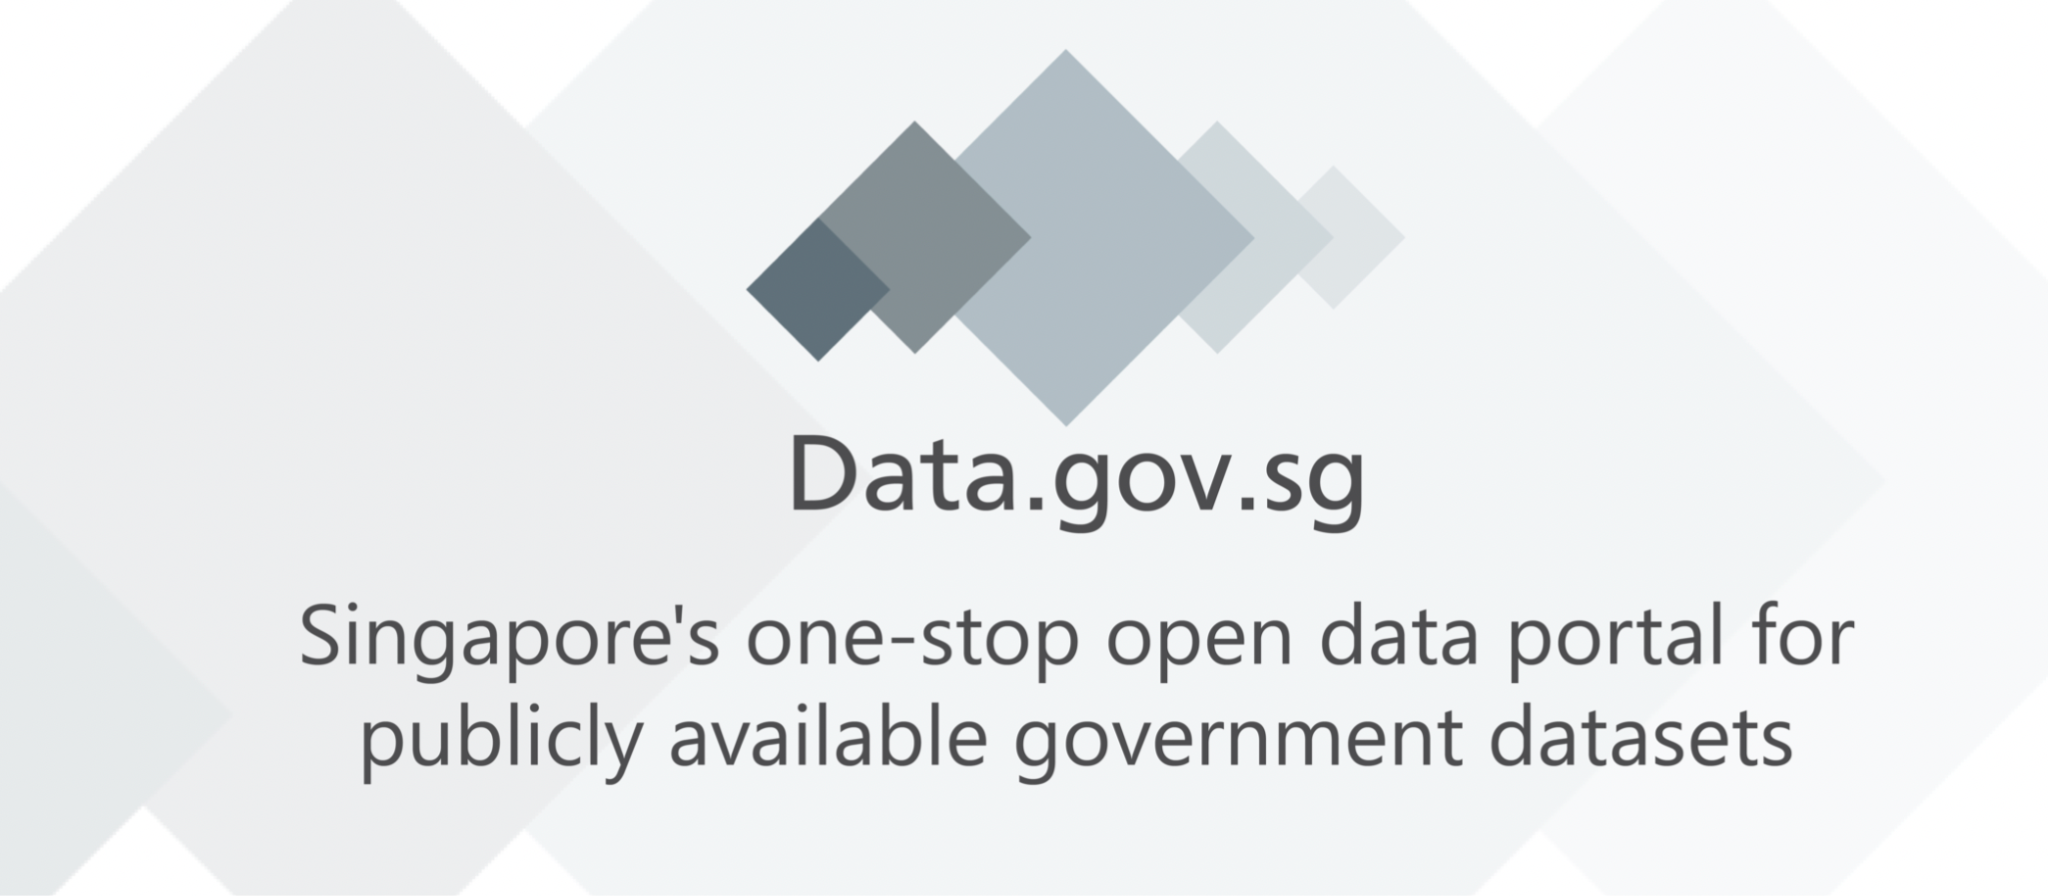 Data.gov.sg
Singapore's one-stop open data portal for
publicly available government datasets